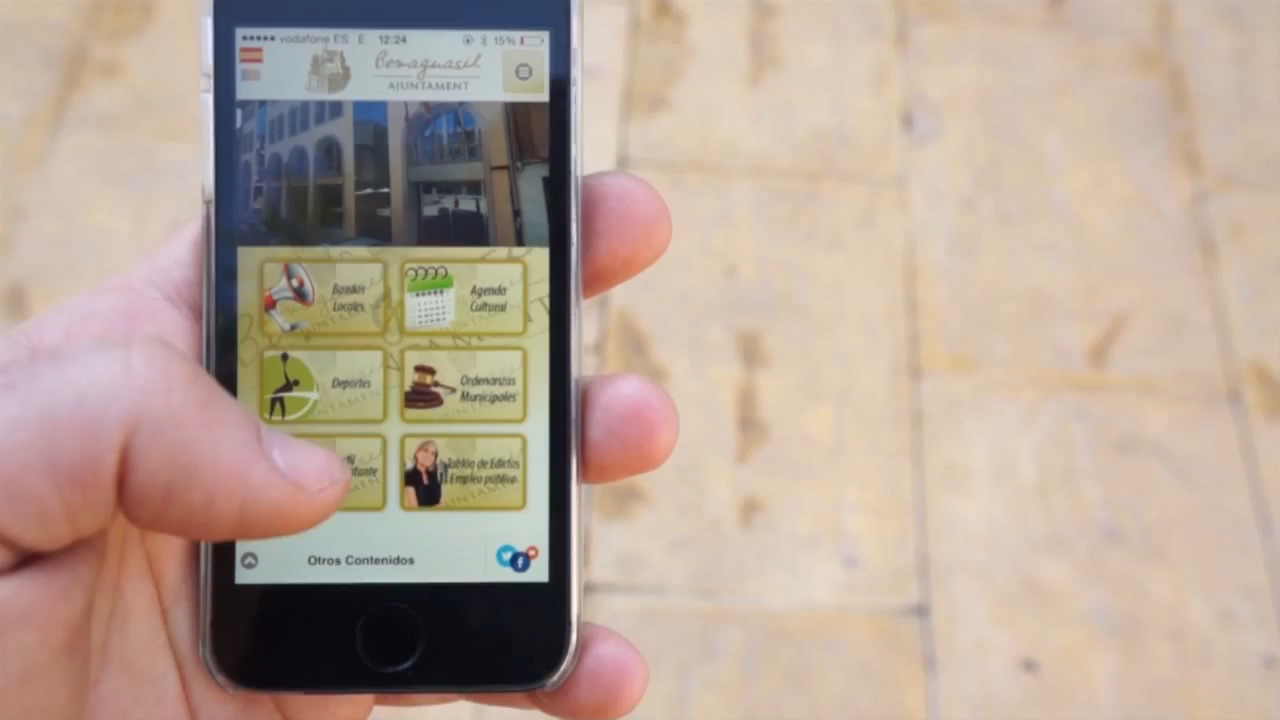 vodafone ES E 12:24 15%
Benaguasil
AJUNTAMENT
Bandos
Locales
Agenda
Cultural
Deportes
Ordenanzas
Municipales
Tablón de Edictos
Empleo público
Otros Contenidos